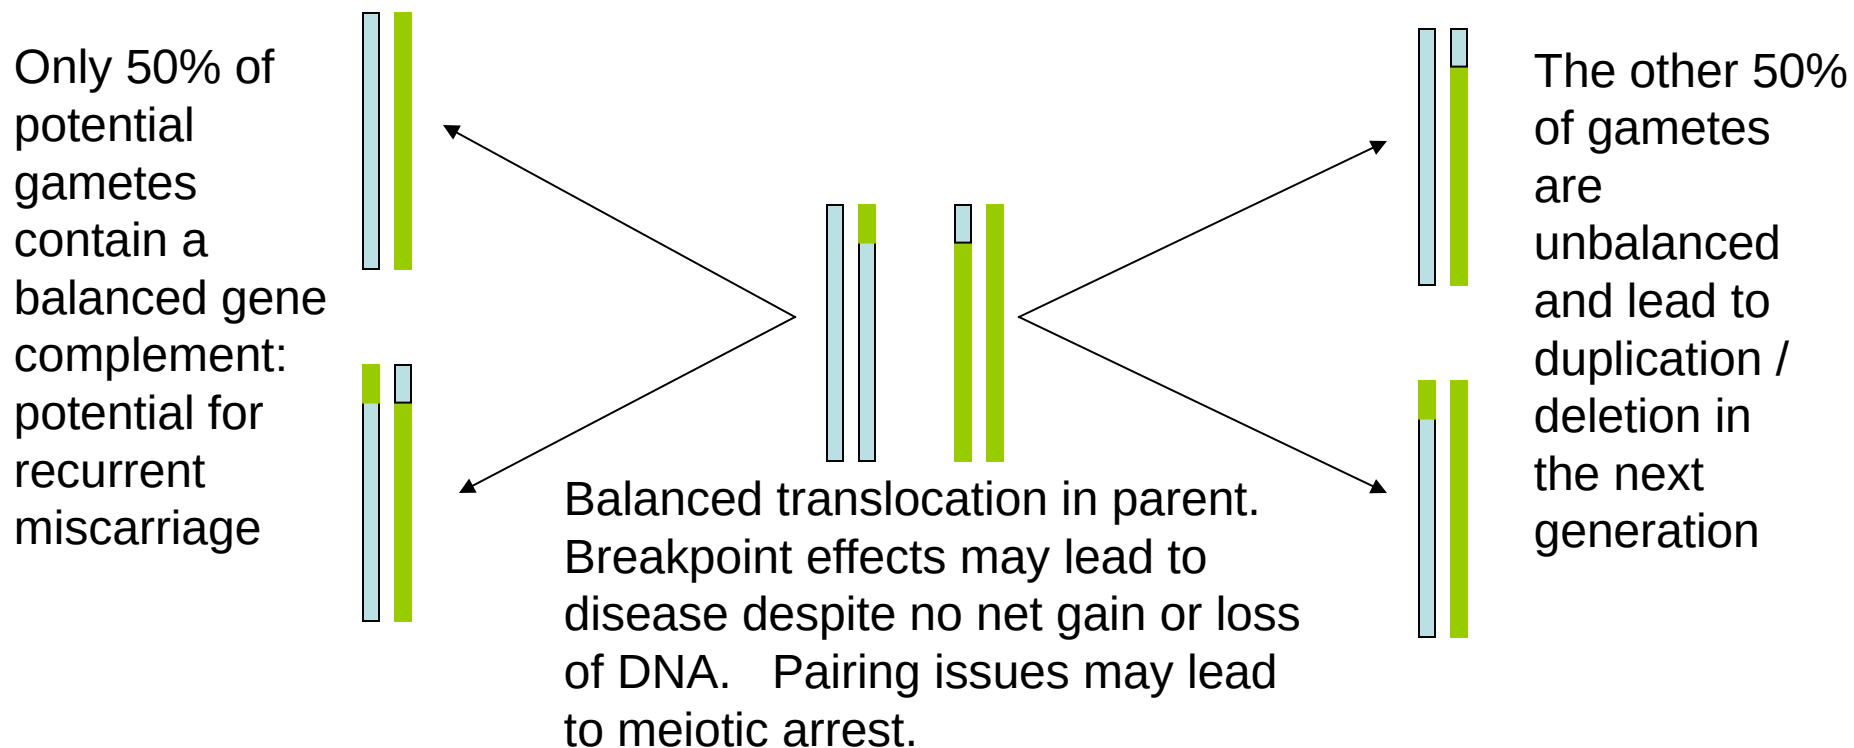 Only 50% of
potential
gametes
contain a
balanced gene
complement:
potential for
recurrent
miscarriage
Balanced translocation in parent.
Breakpoint effects may lead to
disease despite no net gain or loss
of DNA.   Pairing issues may lead
to meiotic arrest.
The other 50%
of gametes
are
unbalanced
and lead to
duplication /
deletion in
the next
generation